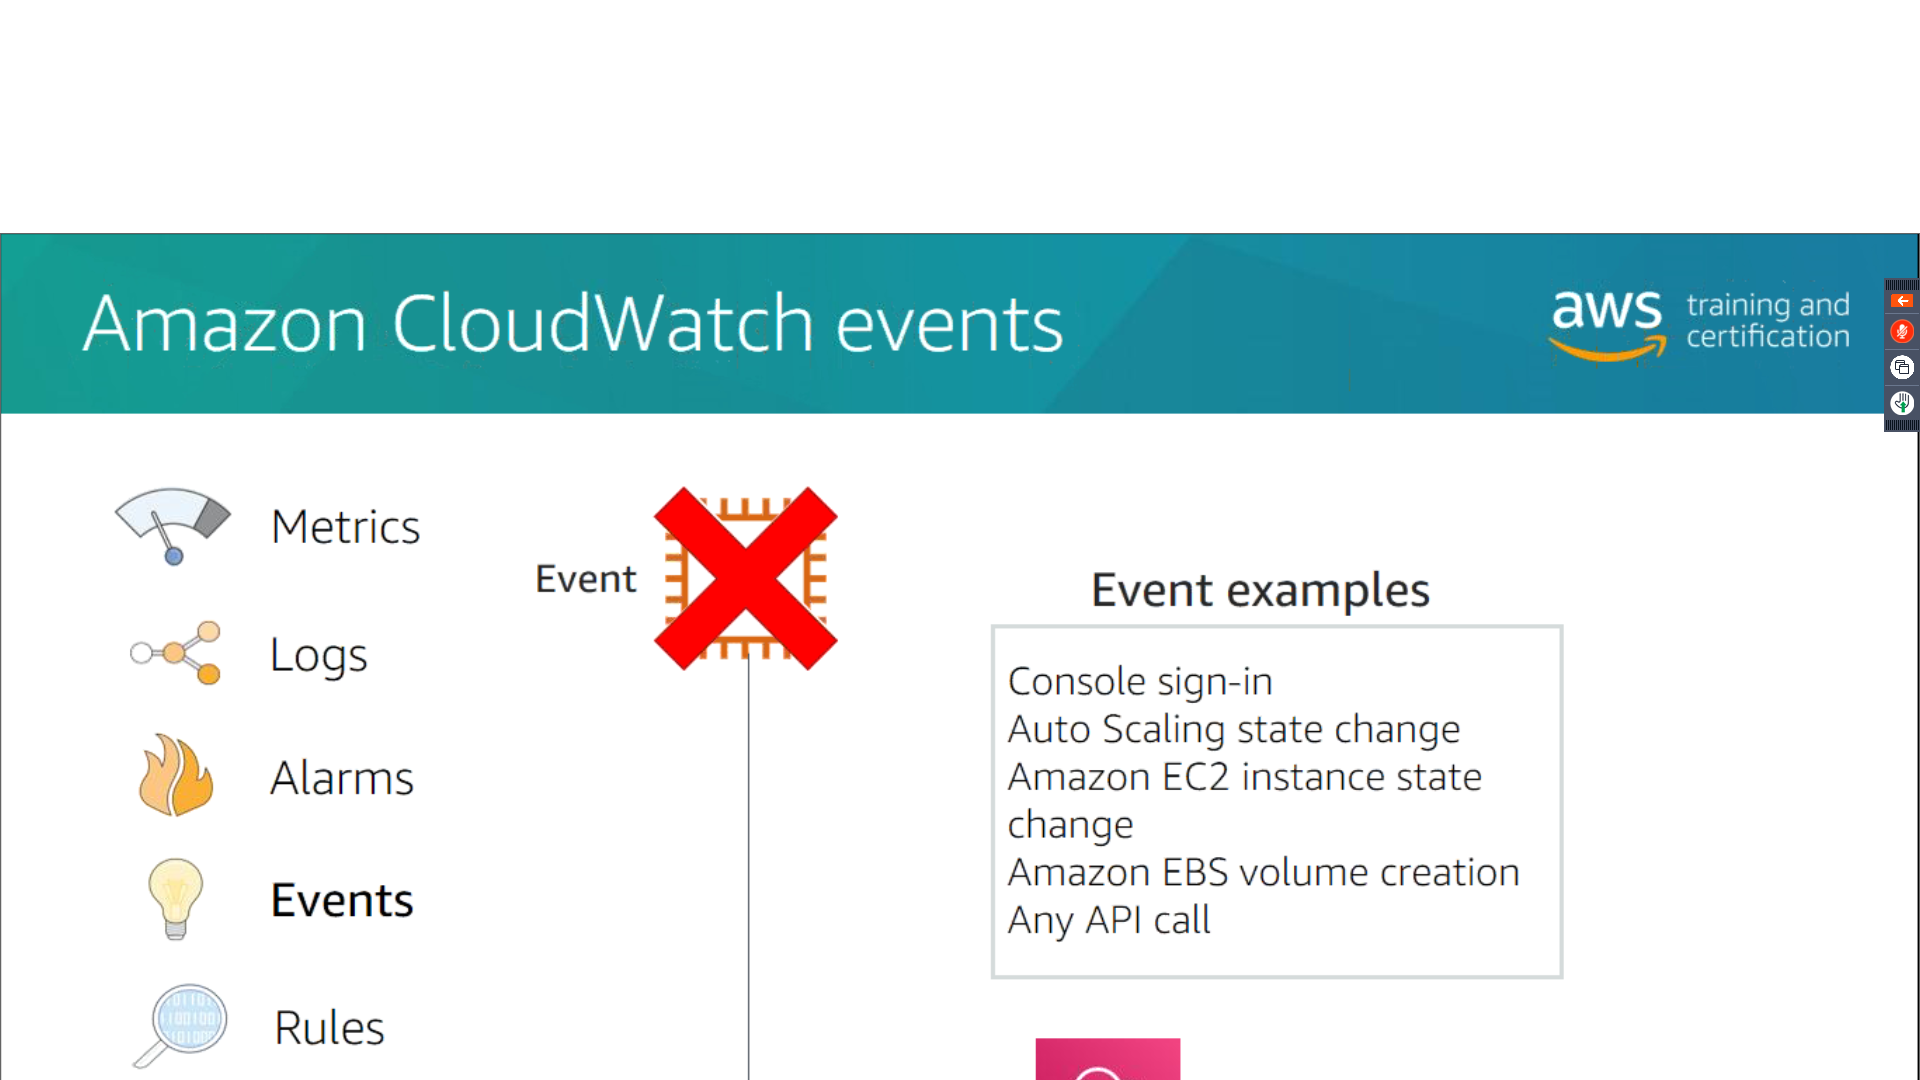 Amazon CloudWatch events
aws
training and
certification
Metrics
Logs
Alarms
Events
Rules
Event
Event examples
Console sign-in
Auto Scaling state change
Amazon EC2 instance state
change
Amazon EBS volume creation
Any API call